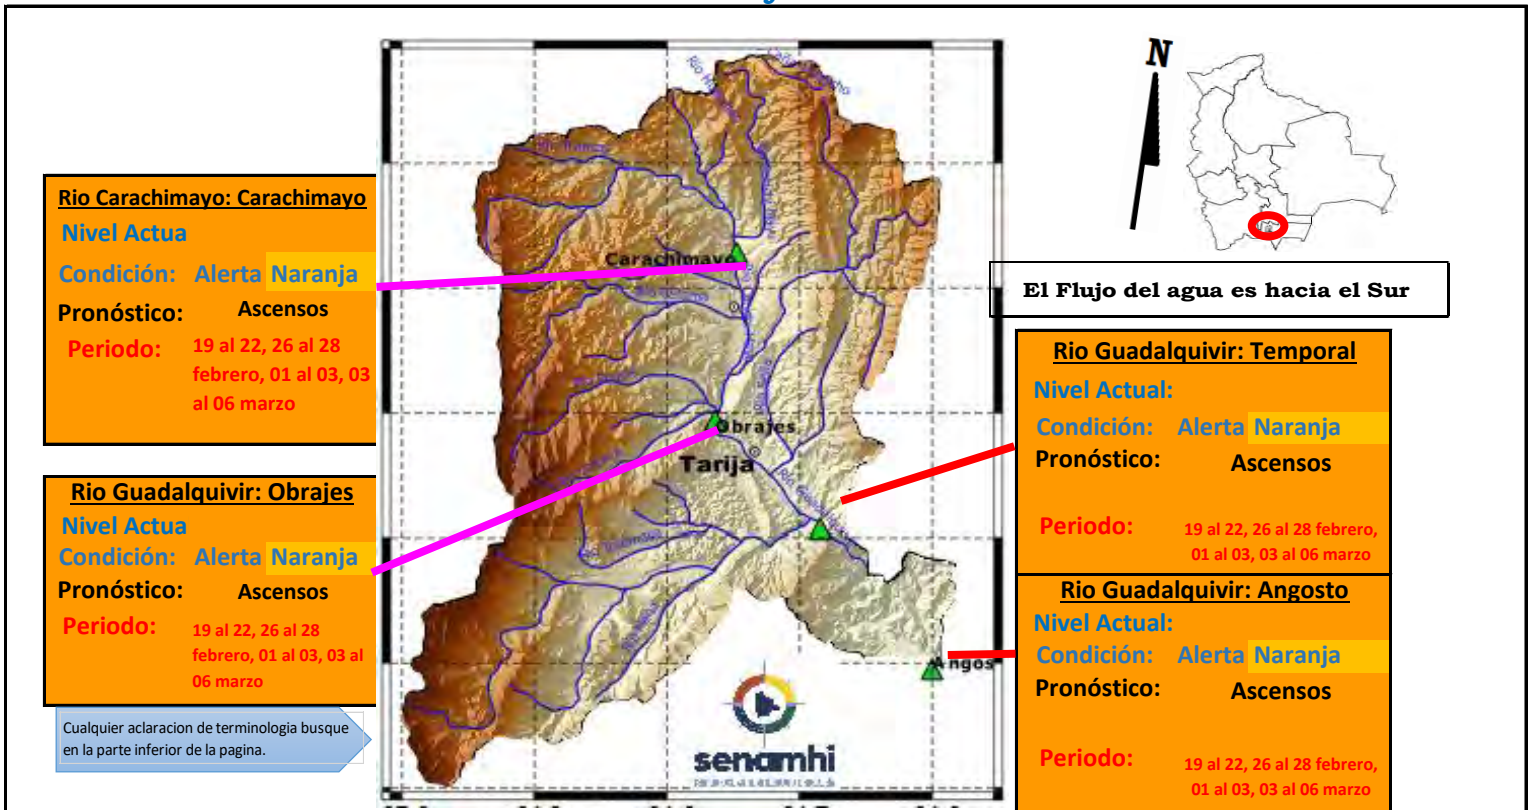 Rio Carachimayo: Carachimayo
Nivel Actua
Condición: Alerta Naranja
Pronóstico: Ascensos
Periodo: 19 al 22, 26 al 28
febrero, 01 al 03, 03
al 06 marzo
Rio Guadalquivir: Obrajes
Nivel Actua
Condición: Alerta Naranja
Pronóstico: Ascensos
Periodo: 19 al 22, 26 al 28
febrero, 01 al 03, 03 al
06 marzo
Cualquier aclaracion de terminologia busque
en la parte inferior de la pagina.
Carachimayo
Obrajes
Tarija
Angos
senamhi
N
El Flujo del agua es hacia el Sur
Rio Guadalquivir: Temporal
Nivel Actual:
Condición: Alerta Naranja
Pronóstico: Ascensos
Periodo: 19 al 22, 26 al 28 febrero,
01 al 03, 03 al 06 marzo
Rio Guadalquivir: Angosto
Nivel Actual:
Condición: Alerta Naranja
Pronóstico: Ascensos
Periodo: 19 al 22, 26 al 28 febrero,
01 al 03, 03 al 06 marzo